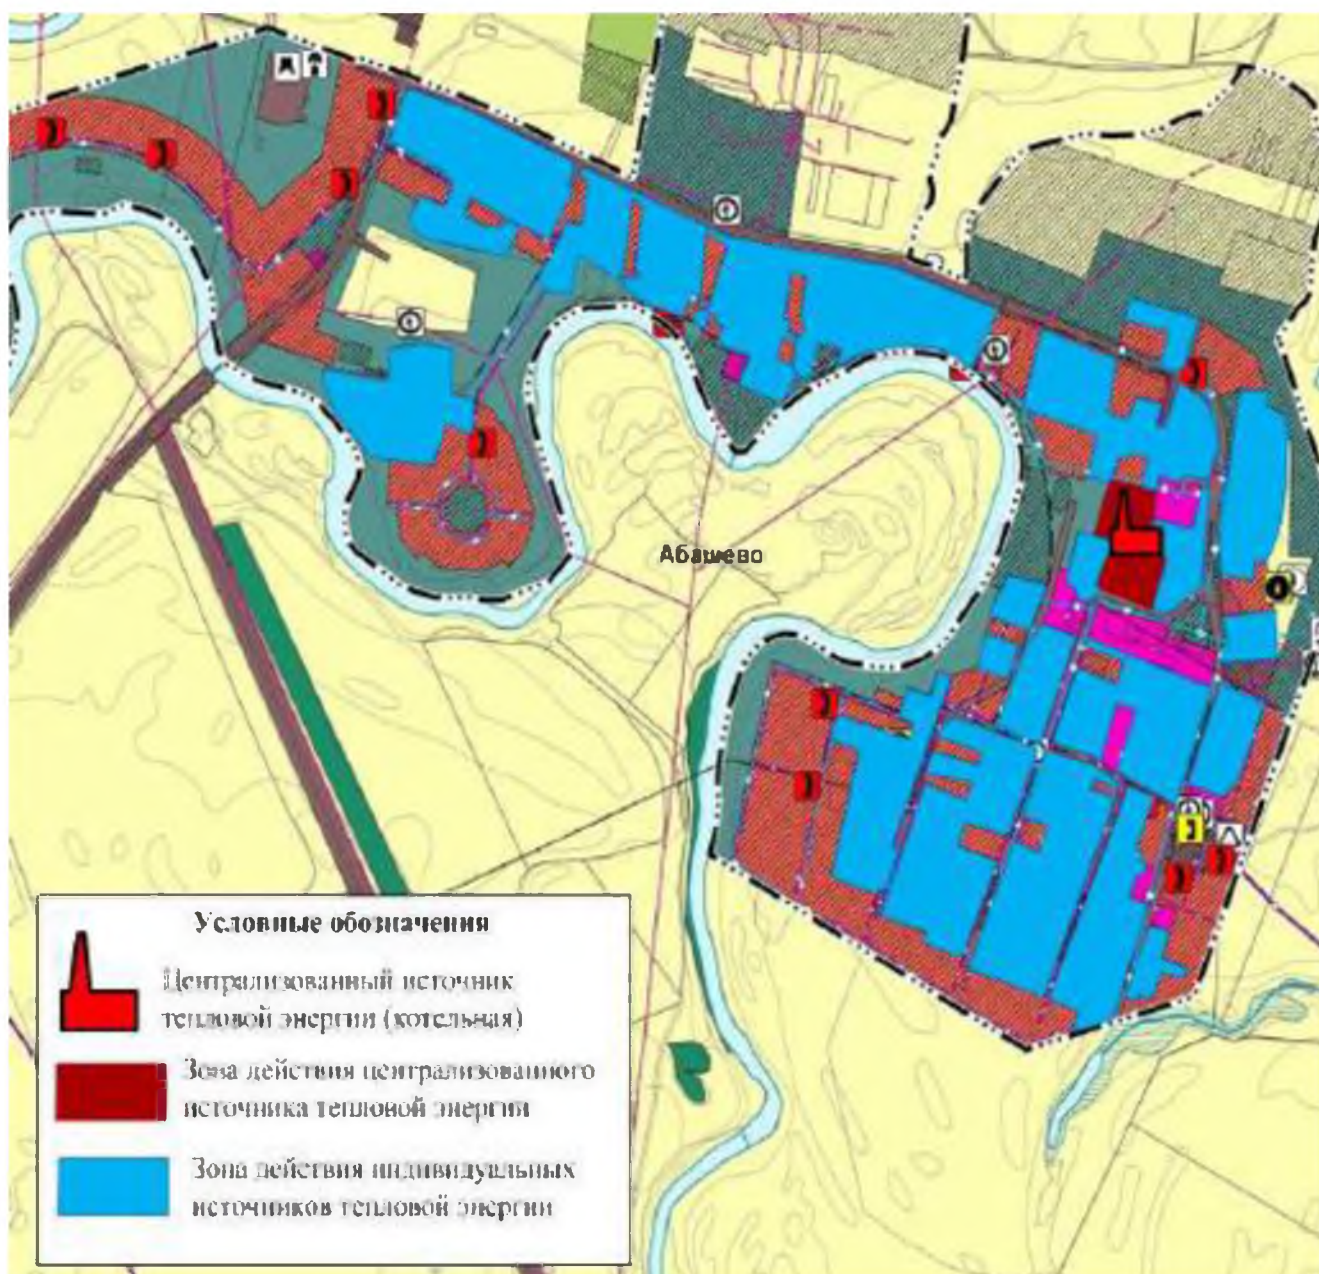 Абашево
Условные обозначения
Централизованный источник
тепловой энергии (котельная)
Зона действия централизованного
источника тепловой энергии
Зона действия индивидуальных
источников тепловой энергии